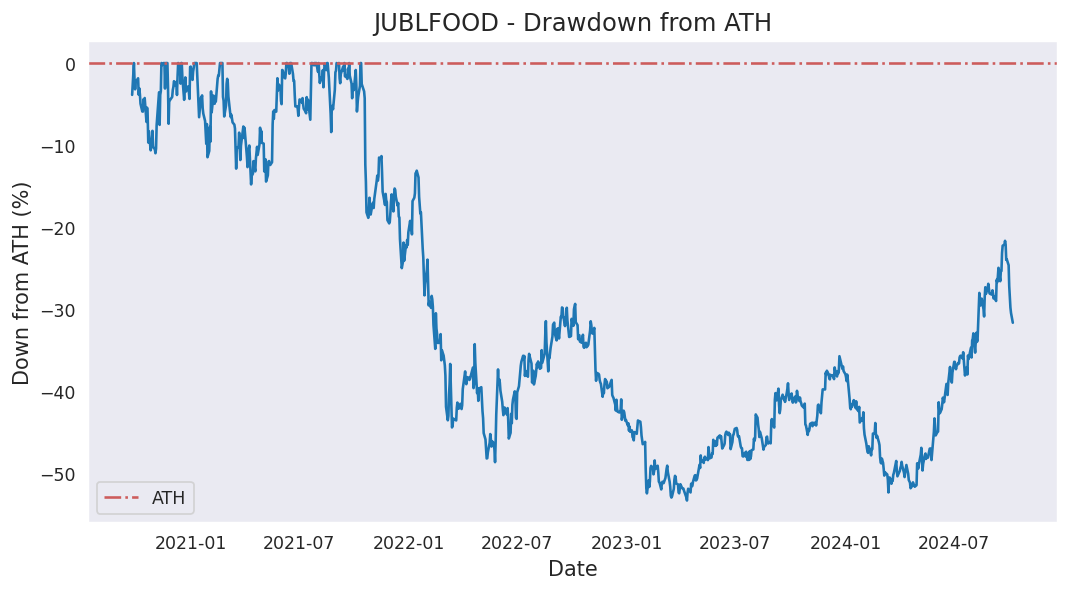 JUBLFOOD - Drawdown from ATH
Down from ATH (%)
0
−10
−20
−30
−40
−50
ATH
2021-01 2021-07 2022-01 2022-07 2023-01 2023-07 2024-01 2024-07
Date